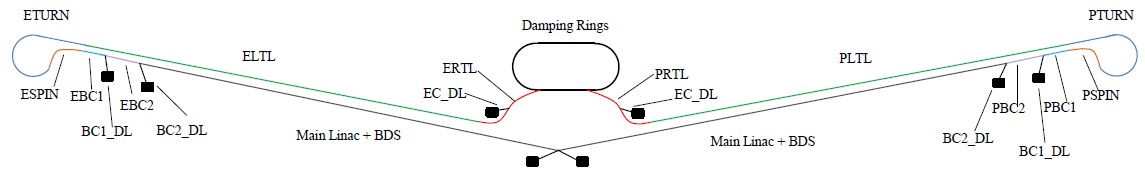 ETURN
PTURN
Damping Rings
ELTL
PLTL
ERTL
PRTL
ESPIN
EBC1
EBC2
EC_DL
EC_DL
PBC2
PBC1
PSPIN
BC1_DL
BC2_DL
Main Linac + BDS
Main Linac + BDS
BC2_DL
BC1_DL